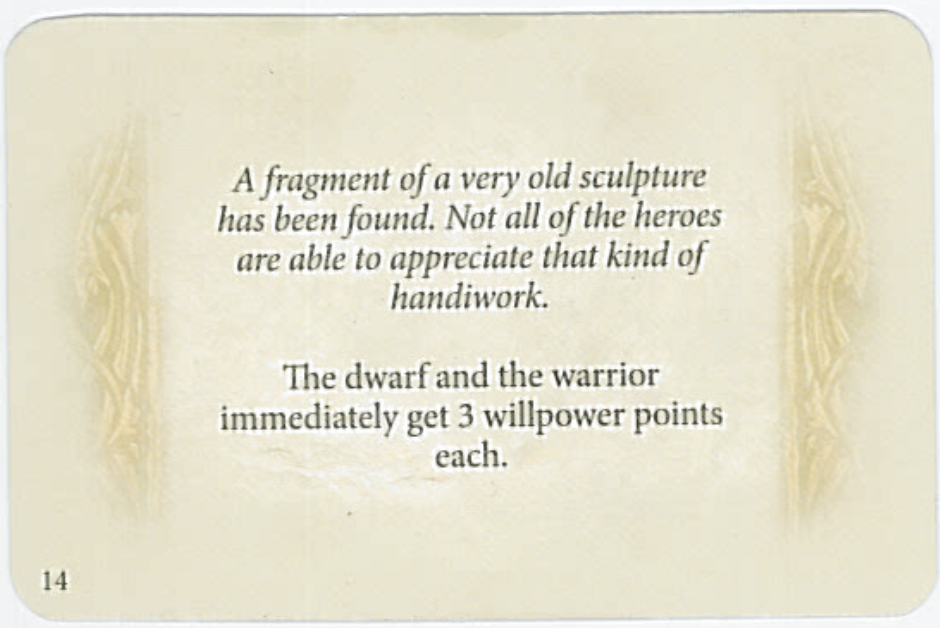 A fragment of a very old sculpture
has been found. Not all of the heroes
are able to appreciate that kind of
handiwork.
The dwarf and the warrior
immediately get 3 willpower points
each.
14